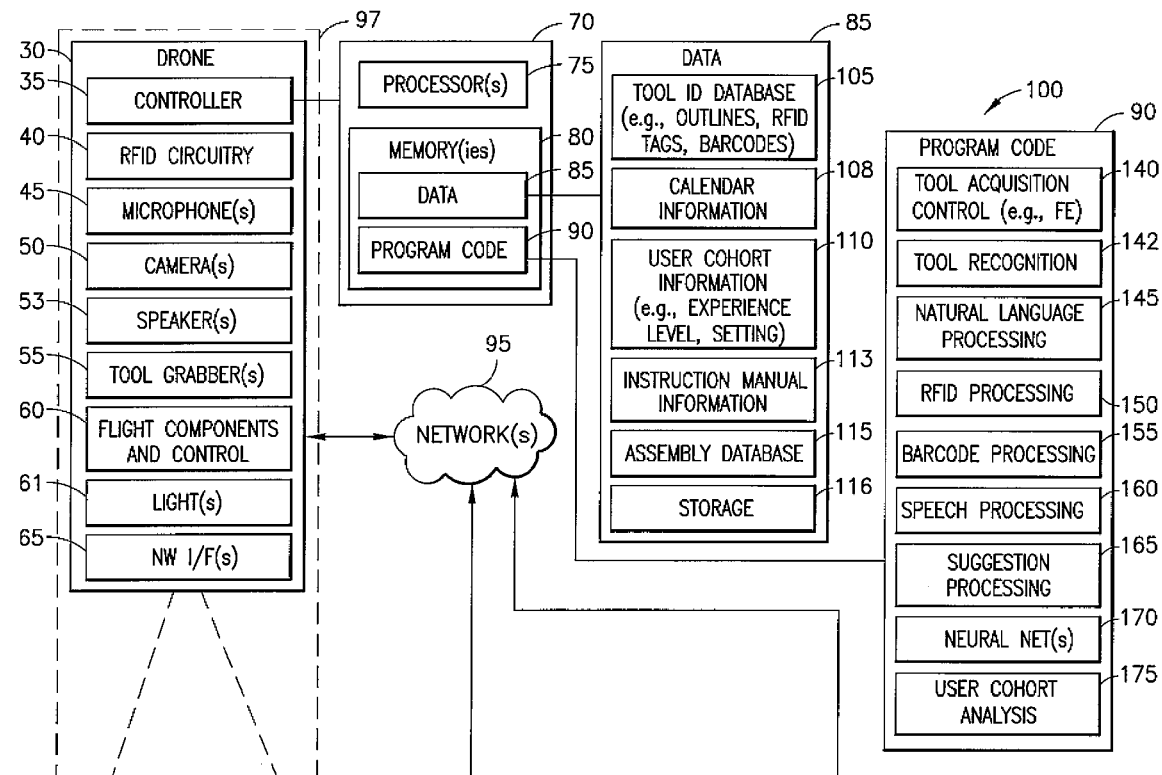 97
30
DRONE
35
CONTROLLER
40
RFID CIRCUITRY
45
MICROPHONE(s)
50
CAMERA(s)
53
SPEAKER(s)
55
TOOL GRABBER(s)
60
FLIGHT COMPONENTS
AND CONTROL
61
LIGHT(s)
65
NW I/F(s)
70
PROCESSOR(s)
75
MEMORY(ies)
80
DATA
85
PROGRAM CODE
90
95
NETWORK(s)
85
DATA
TOOL ID DATABASE
(e.g., OUTLINES, RFID
TAGS, BARCODES)
105
CALENDAR
INFORMATION
108
USER COHORT
INFORMATION
(e.g., EXPERIENCE
LEVEL, SETTING)
110
INSTRUCTION MANUAL
INFORMATION
113
ASSEMBLY DATABASE
115
STORAGE
116
100
90
PROGRAM CODE
TOOL ACQUISITION
CONTROL (e.g., FE)
140
TOOL RECOGNITION
142
NATURAL LANGUAGE
PROCESSING
145
RFID PROCESSING
150
BARCODE PROCESSING
155
SPEECH PROCESSING
160
SUGGESTION
PROCESSING
165
NEURAL NET(s)
170
USER COHORT
ANALYSIS
175